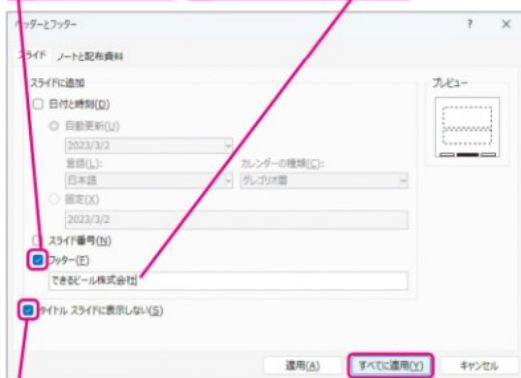 ヘッダーとフッター ? ×
スライド ノートと配布資料
スライドに追加 プレビュー
日付と時刻(D)
自動更新(U)
2023/3/2
言語(L): カレンダーの種類(C):
日本語 グレゴリオ暦
固定(X)
2023/3/2
スライド番号(N)
フッター(F)
できるビール株式会社
タイトル スライドに表示しない(S)
適用(A) すべてに適用(Y) キャンセル